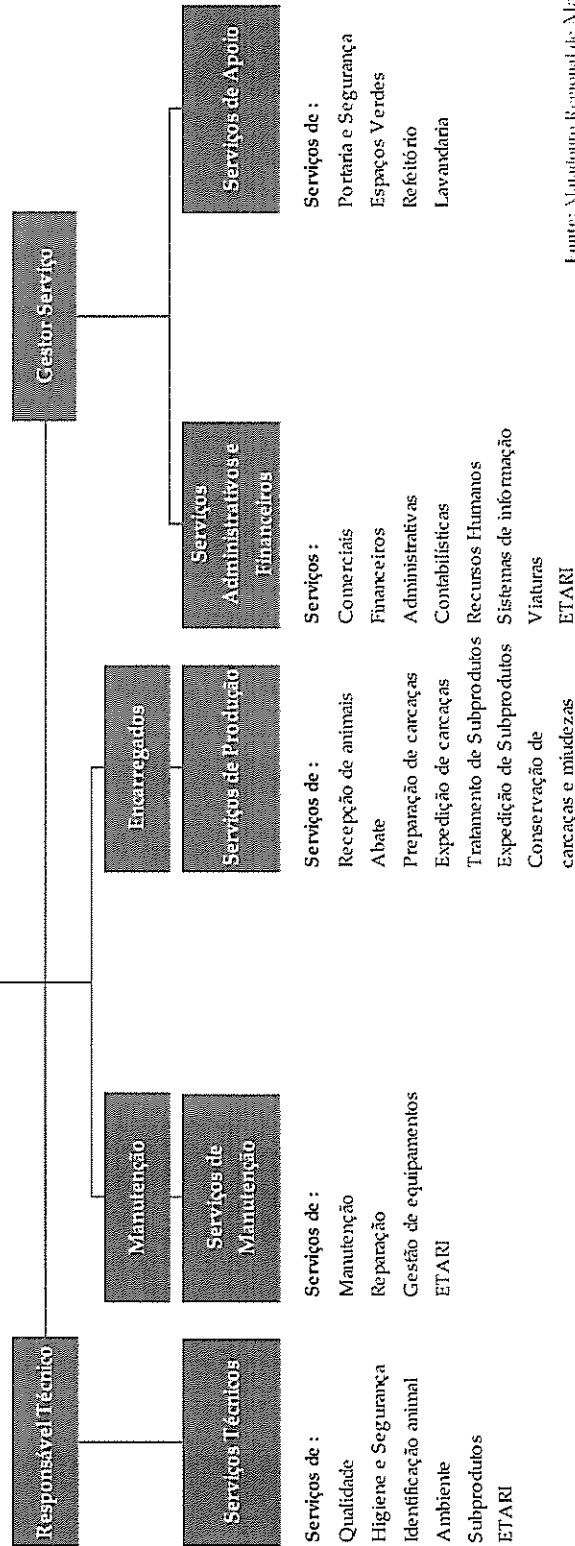 Responsável Técnico
Gestor Serviço
Manutenção
Encarregados
Serviços Técnicos
Serviços de
Manutenção
Serviços de Produção
Serviços
Administrativos e
Financeiros
Serviços de Apoio
Serviços de :
Qualidade
Higiene e Segurança
Identificação animal
Ambiente
Subprodutos
ETARI
Serviços de :
Manutenção
Reparação
Gestão de equipamentos
ETARI
Serviços de :
Recepção de animais
Abate
Preparação de carcaças
Expedição de carcaças
Tratamento de Subprodutos
Expedição de Subprodutos
Conservação de
carcaças e miudezas
Serviços :
Comerciais
Financeiros
Administrativas
Contabilísticas
Recursos Humanos
Sistemas de informação
Viaturas
ETARI
Serviços de :
Portaria e Segurança
Espaços Verdes
Refeitório
Lavandaria
Fonte: Matadouro Regional de